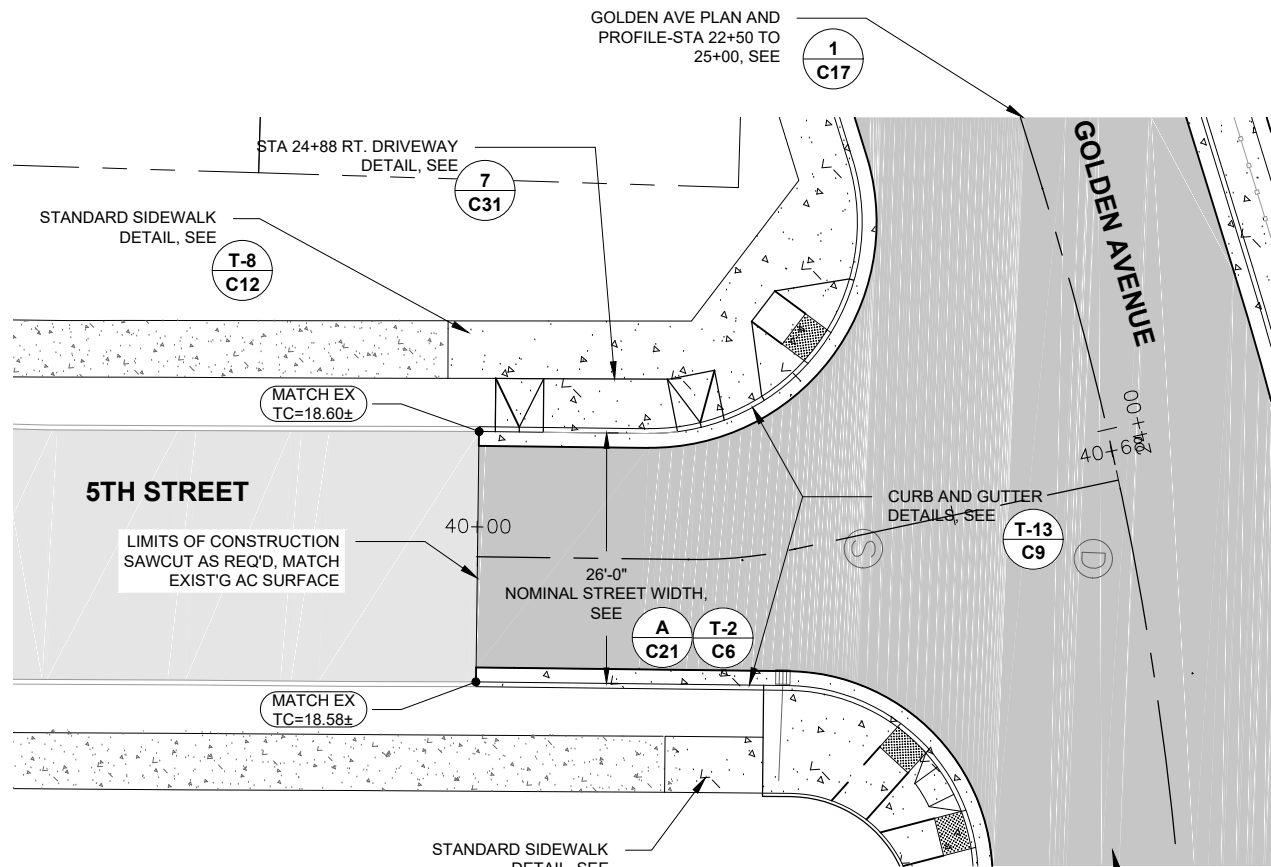 GOLDEN AVE PLAN AND
PROFILE-STA 22+50 TO
25+00, SEE
1
C17
STA 24+88 RT. DRIVEWAY
DETAIL, SEE
7
C31
STANDARD SIDEWALK
DETAIL, SEE
T-8
C12
GOLDEN AVENUE
MATCH EX
TC=18.60±
5TH STREET
40+00
LIMITS OF CONSTRUCTION
SAWCUT AS REQ'D, MATCH
EXIST'G AC SURFACE
26'-0"
NOMINAL STREET WIDTH,
SEE
A
C21
T-2
C6
CURB AND GUTTER
DETAILS, SEE
T-13
C9
S
D
MATCH EX
TC=18.58±
STANDARD SIDEWALK
DETAIL, SEE